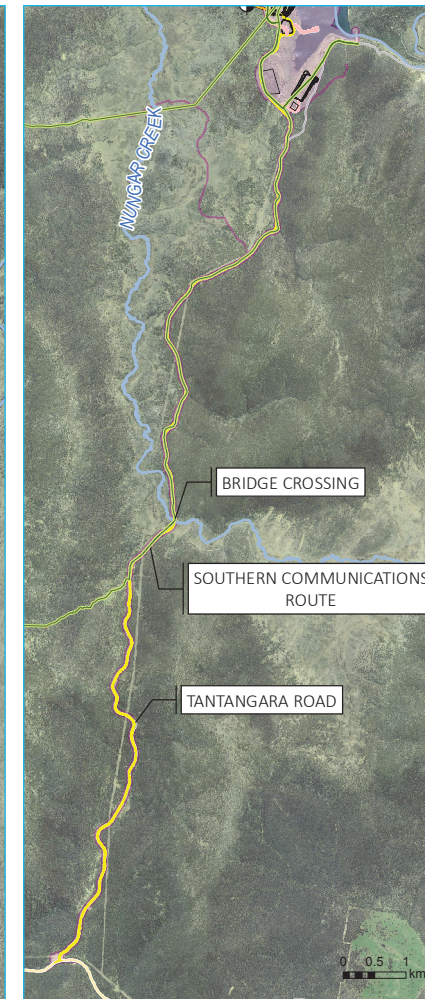 NUNGAR CREEK
BRIDGE CROSSING
SOUTHERN COMMUNICATIONS
ROUTE
TANTANGARA ROAD
0 0.5 1
km